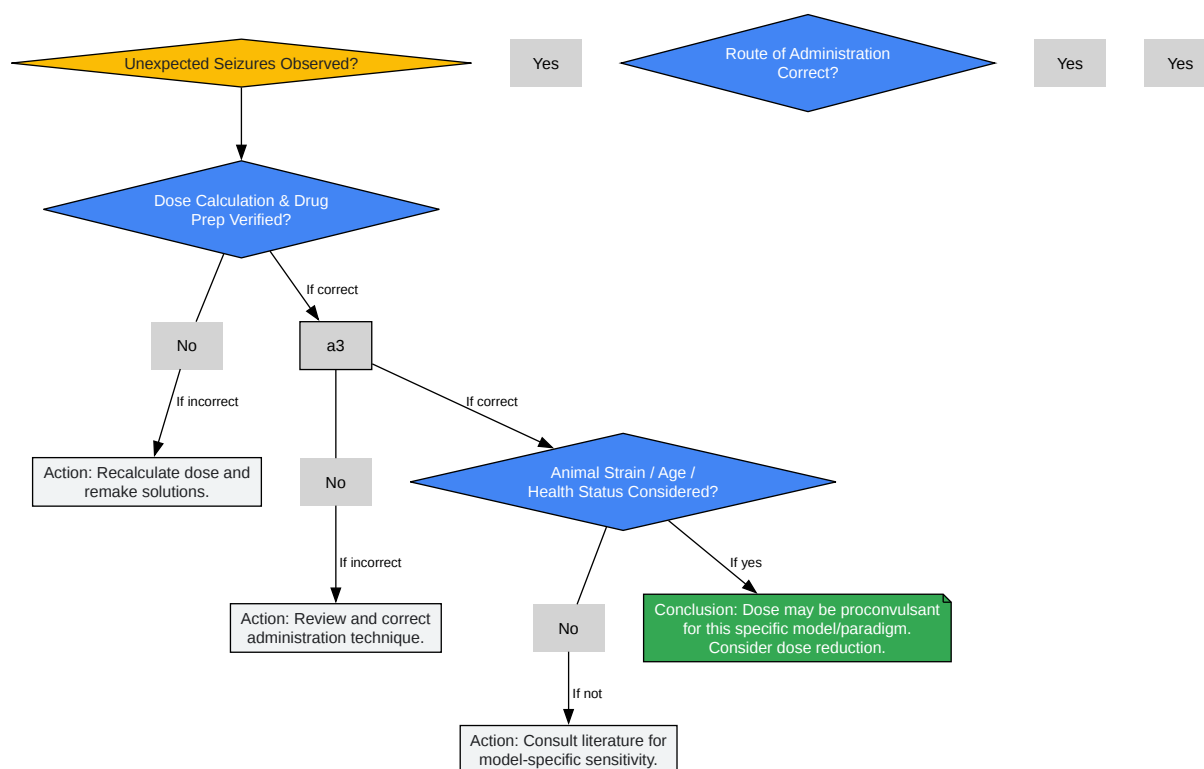 Unexpected Seizures Observed?
Yes
Route of Administration
Correct?
Yes
Yes
Dose Calculation & Drug
Prep Verified?
If correct
No
a3
If incorrect
If correct
Action: Recalculate dose and
remake solutions.
No
Animal Strain / Age /
Health Status Considered?
If incorrect
If yes
Action: Review and correct
administration technique.
No
Conclusion: Dose may be proconvulsant
for this specific model/paradigm.
Consider dose reduction.
If not
Action: Consult literature for
model-specific sensitivity.